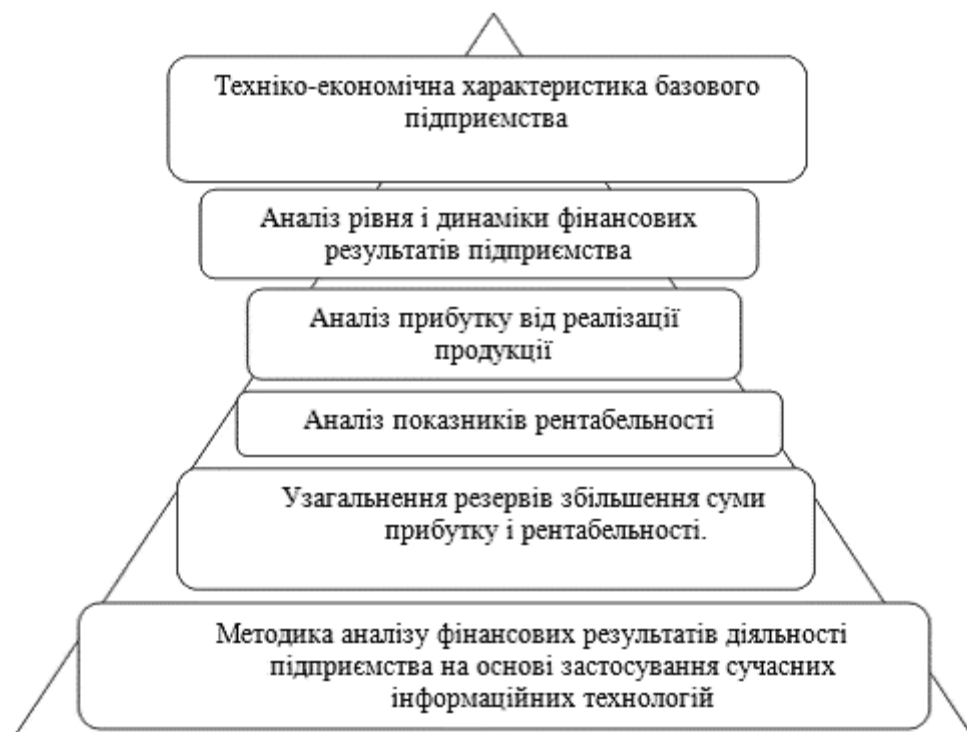 Техніко-економічна характеристика базового
підприємства
Аналіз рівня і динаміки фінансових
результатів підприємства
Аналіз прибутку від реалізації
продукції
Аналіз показників рентабельності
Узагальнення резервів збільшення суми
прибутку і рентабельності.
Методика аналізу фінансових результатів діяльності
підприємства на основі застосування сучасних
інформаційних технологій